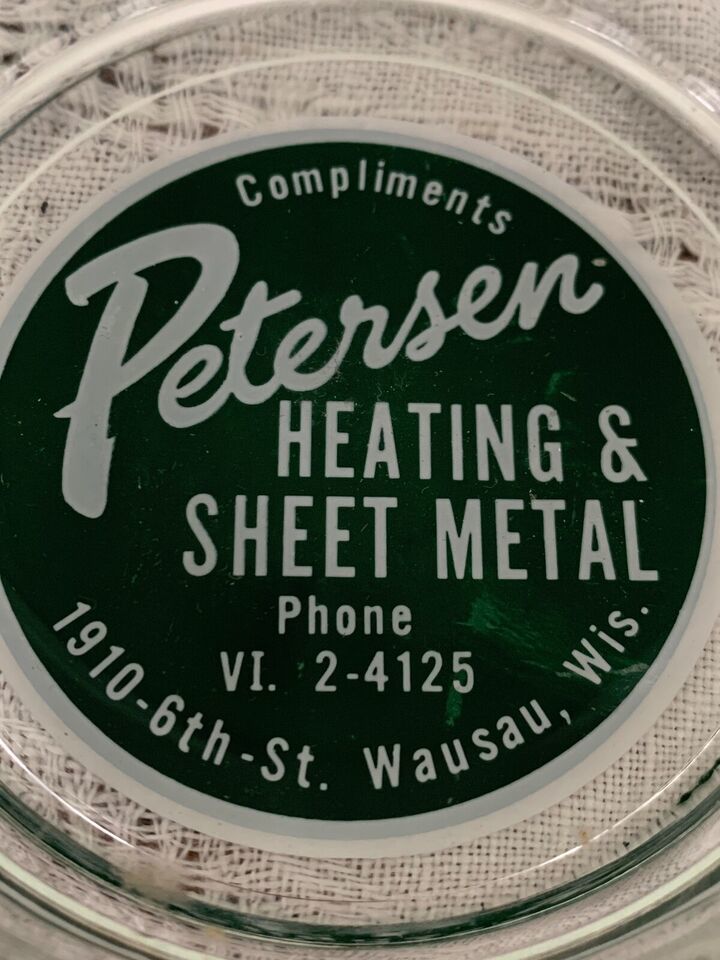 Compliments
Petersen
HEATING &
SHEET METAL
Phone
VI. 2-4125
1910-6th-St. Wausau, Wis.